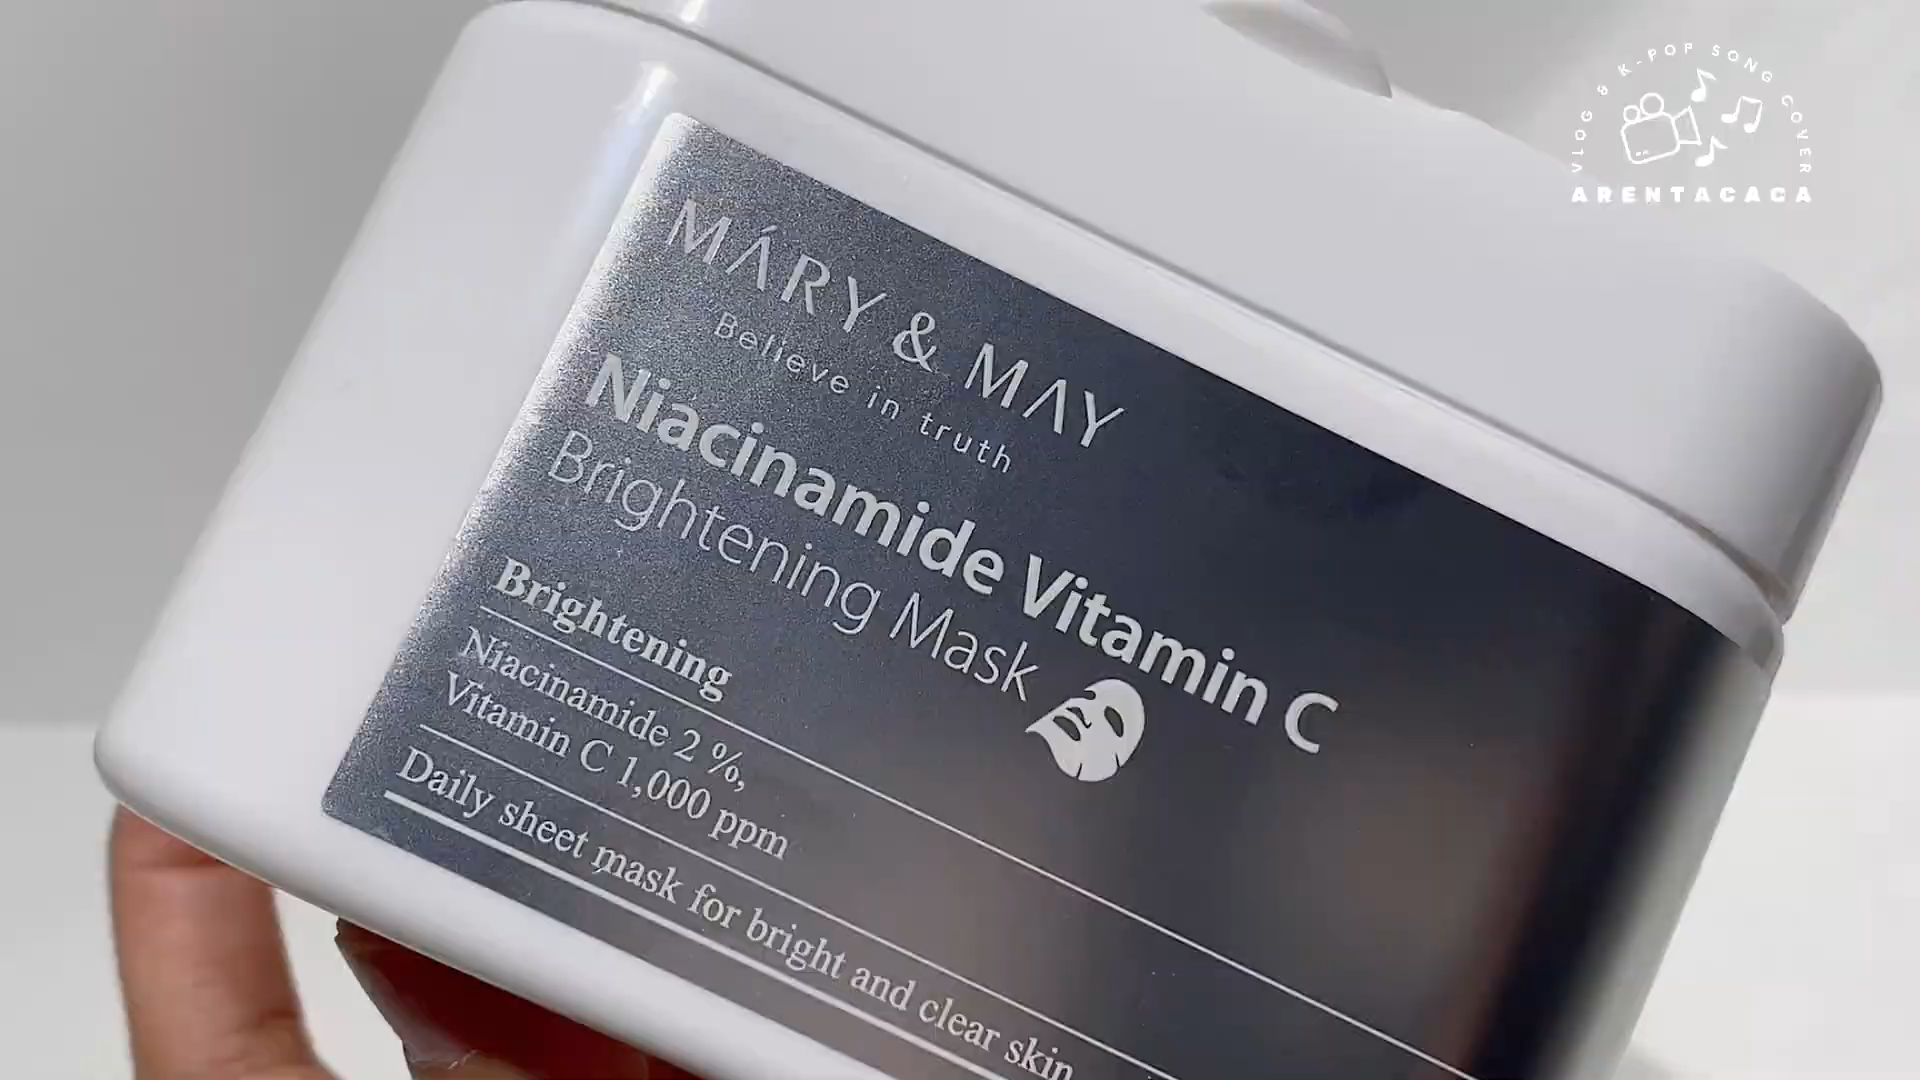 VLOG & K-POP SONG COVER
ARENTACACA
MÁRY & MAY
Believe in truth
Niacinamide Vitamin C
Brightening Mask
Brightening
Niacinamide 2 %,
Vitamin C 1,000 ppm
Daily sheet mask for bright and clear skin